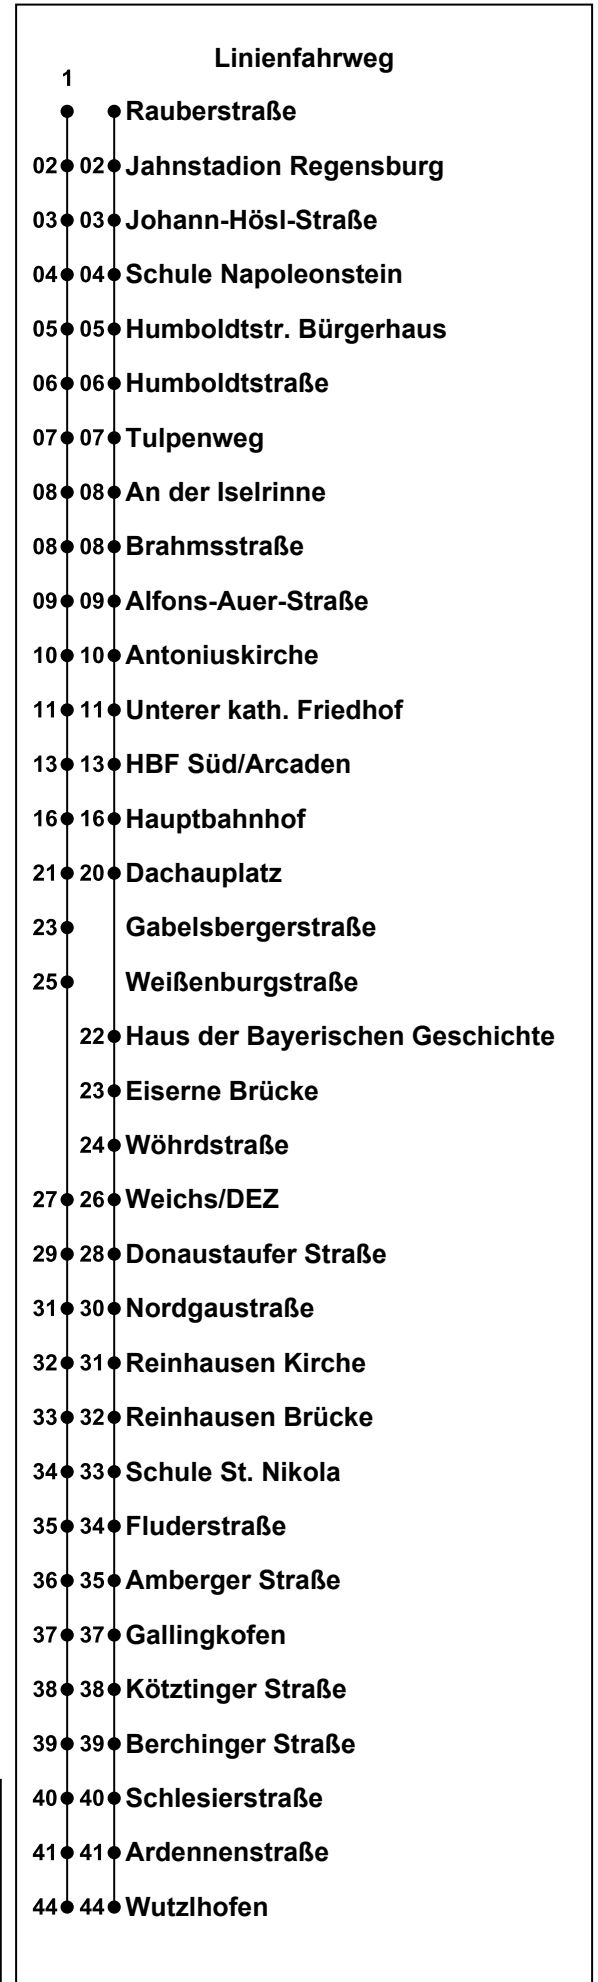 Linienfahrweg
1
Rauberstraße
02 02 Jahnstadion Regensburg
03 03 Johann-Hösl-Straße
04 04 Schule Napoleonstein
05 05 Humboldtstr. Bürgerhaus
06 06 Humboldtstraße
07 07 Tulpenweg
08 08 An der Iselrinne
08 08 Brahmsstraße
09 09 Alfons-Auer-Straße
10 10 Antoniuskirche
11 11 Unterer kath. Friedhof
13 13 HBF Süd/Arcaden
16 16 Hauptbahnhof
21 20 Dachauplatz
23 Gabelsbergerstraße
25 Weißenburgstraße
22 Haus der Bayerischen Geschichte
23 Eiserne Brücke
24 Wöhrdstraße
27 26 Weichs/DEZ
29 28 Donaustaufer Straße
31 30 Nordgaustraße
32 31 Reinhausen Kirche
33 32 Reinhausen Brücke
34 33 Schule St. Nikola
35 34 Fluderstraße
36 35 Amberger Straße
37 37 Gallingkofen
38 38 Kötztinger Straße
39 39 Berchinger Straße
40 40 Schlesierstraße
41 41 Ardennenstraße
44 44 Wutzlhofen